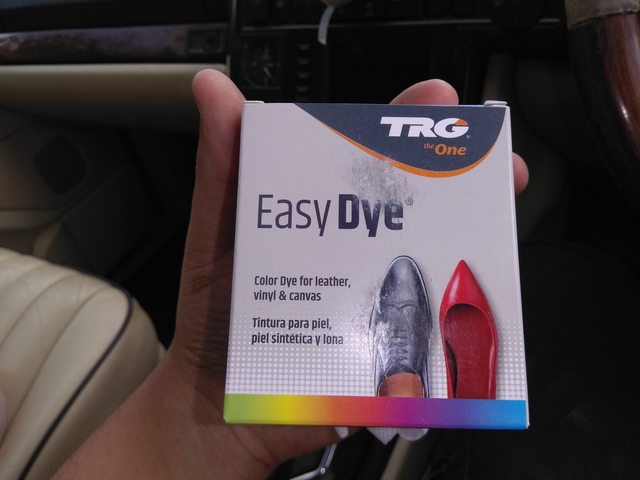 TRG
the One
Easy Dye®
Color Dye for leather,
vinyl & canvas
Tintura para piel,
piel sintética y lona